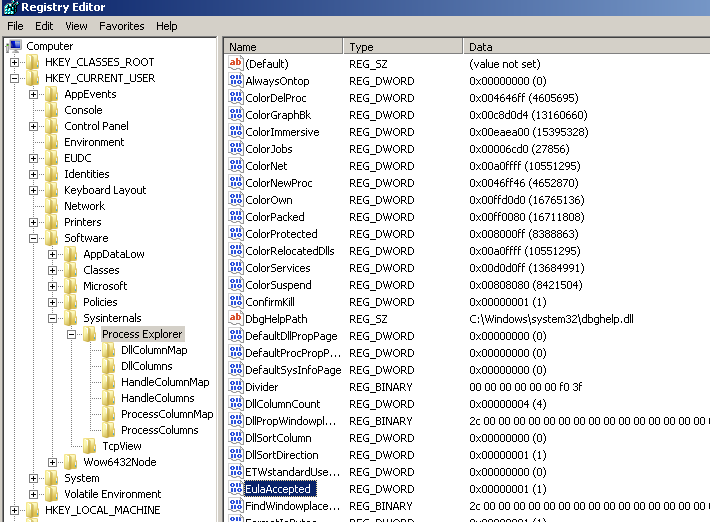 Registry Editor
File Edit View Favorites Help
Computer
HKEY_CLASSES_ROOT
HKEY_CURRENT_USER
AppEvents
Console
Control Panel
Environment
EUDC
Identities
Keyboard Layout
Network
Printers
Software
AppDataLow
Classes
Microsoft
Policies
Sysinternals
Process Explorer
DllColumnMap
DllColumns
HandleColumnMap
HandleColumns
ProcessColumnMap
ProcessColumns
TcpView
Wow6432Node
System
Volatile Environment
HKEY_LOCAL_MACHINE
Name Type Data
(Default) REG_SZ (value not set)
AlwaysOntop REG_DWORD 0x00000000 (0)
ColorDelProc REG_DWORD 0x004646ff (4605695)
ColorGraphBk REG_DWORD 0x00c8d0d4 (13160660)
ColorImmersive REG_DWORD 0x00eaea00 (15395328)
ColorJobs REG_DWORD 0x00006cd0 (27856)
ColorNet REG_DWORD 0x00a0ffff (10551295)
ColorNewProc REG_DWORD 0x0046ff46 (4652870)
ColorOwn REG_DWORD 0x00ffd0d0 (16765136)
ColorPacked REG_DWORD 0x00ff0080 (16711808)
ColorProtected REG_DWORD 0x008000ff (8388863)
ColorRelocatedDlls REG_DWORD 0x00a0ffff (10551295)
ColorServices REG_DWORD 0x00d0d0ff (13684991)
ColorSuspend REG_DWORD 0x00808080 (8421504)
ConfirmKill REG_DWORD 0x00000001 (1)
DbgHelpPath REG_SZ C:\Windows\system32\dbghelp.dll
DefaultDllPropPage REG_DWORD 0x00000000 (0)
DefaultProcPropP... REG_DWORD 0x00000000 (0)
DefaultSysInfoPage REG_DWORD 0x00000000 (0)
Divider REG_BINARY 00 00 00 00 00 00 f0 3f
DllColumnCount REG_DWORD 0x00000004 (4)
DllPropWindowpl... REG_BINARY 2c 00 00 00 00 00 00 00 00 00 00 00 00 00
DllSortColumn REG_DWORD 0x00000000 (0)
DllSortDirection REG_DWORD 0x00000001 (1)
ETWstandardUse... REG_DWORD 0x00000000 (0)
EulaAccepted REG_DWORD 0x00000001 (1)
FindWindowplace... REG_BINARY 2c 00 00 00 00 00 00 00 00 00 00 00 00 00
FormatIoBytes REG_DWORD 0x00000001 (1)